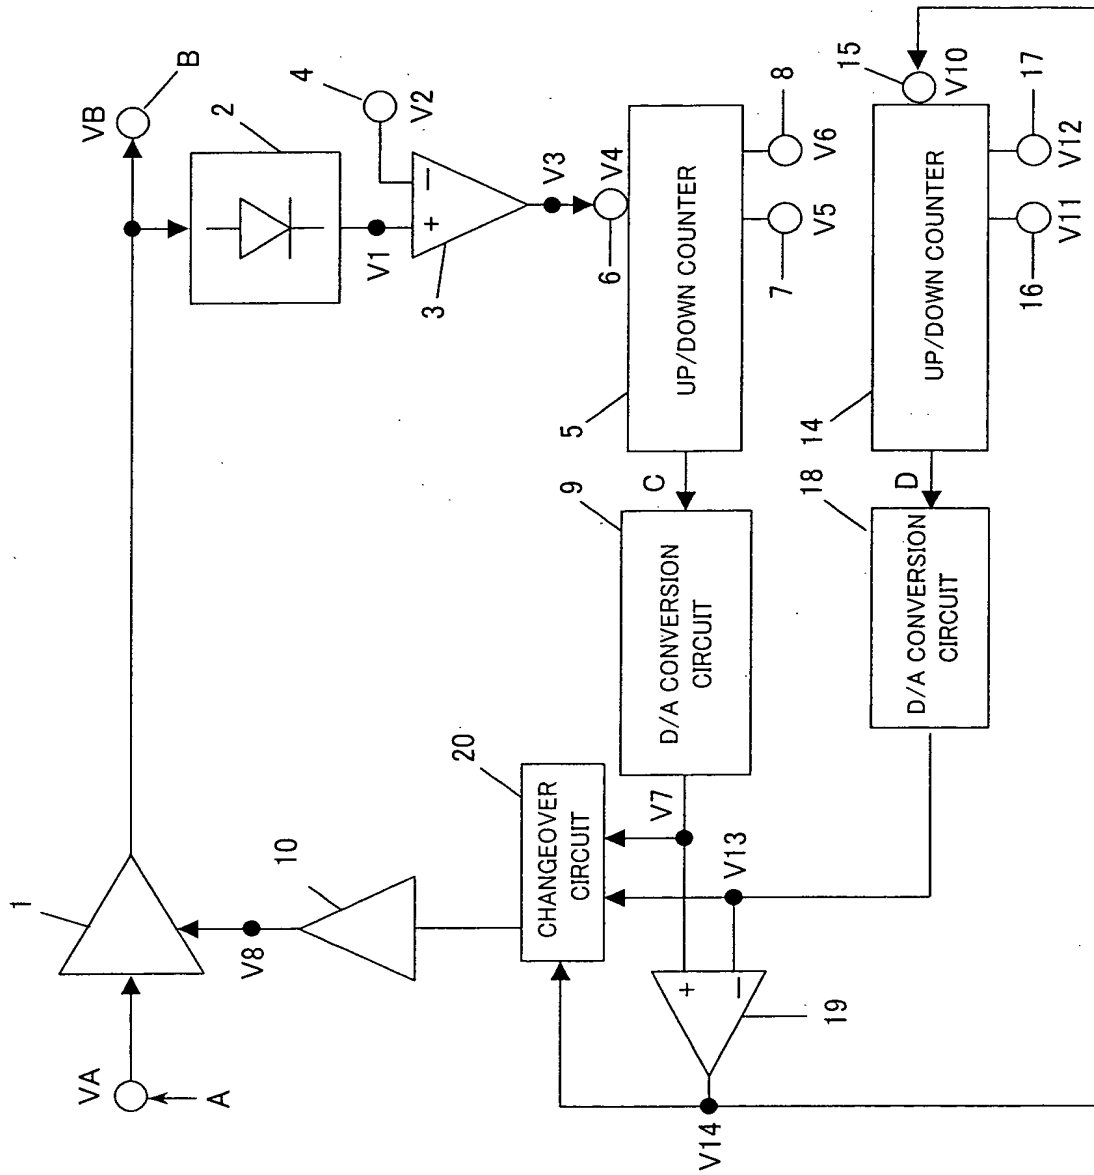 VA
A
1
VB
B
2
4
V2
V1
+
−
3
V3
V4
6
UP/DOWN COUNTER
5
7
V5
8
V6
C
9
D/A CONVERSION
CIRCUIT
V7
10
V8
20
CHANGEOVER
CIRCUIT
V13
+
−
19
V14
15
V10
UP/DOWN COUNTER
14
16
V11
17
V12
D
18
D/A CONVERSION
CIRCUIT